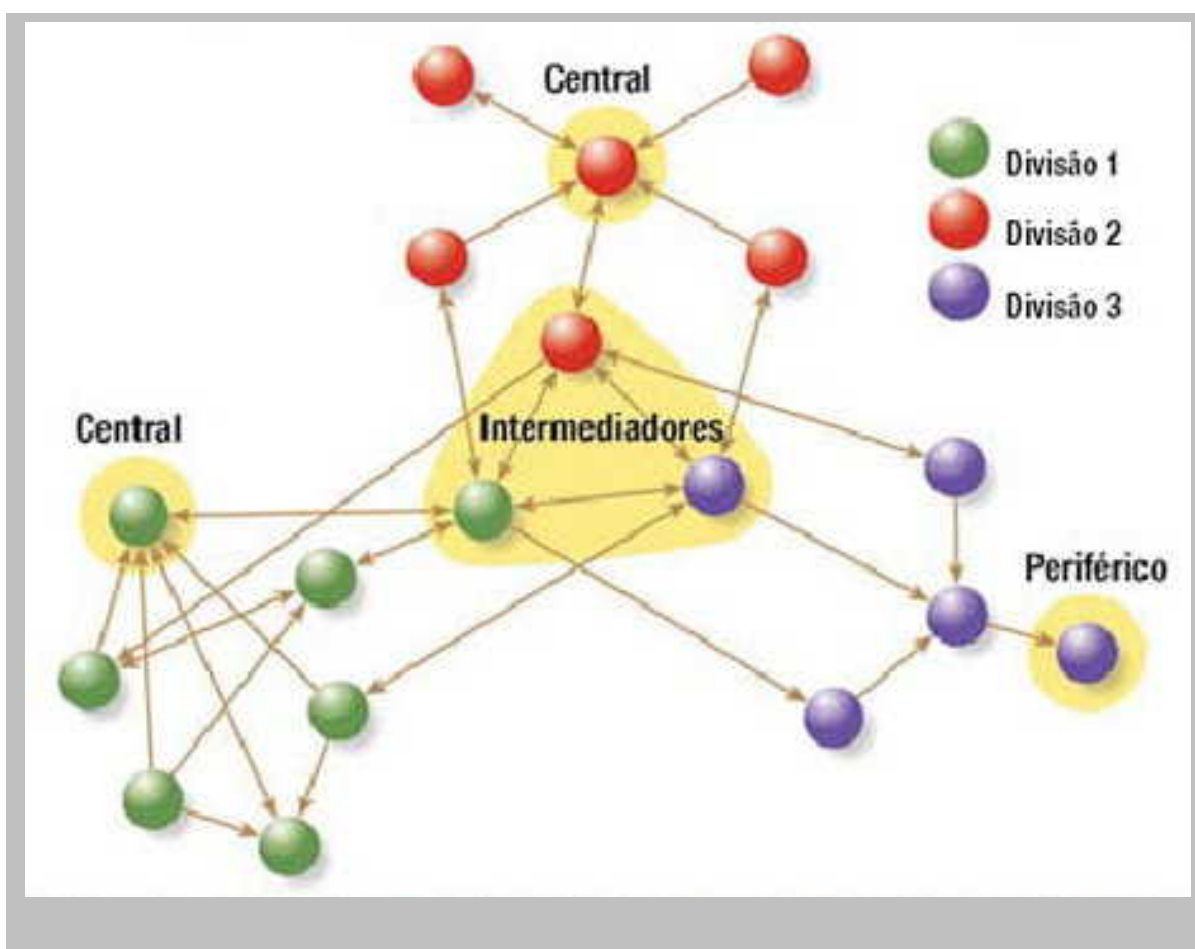 Central
Divisão 1
Divisão 2
Divisão 3
Central
Intermediadores
Periférico